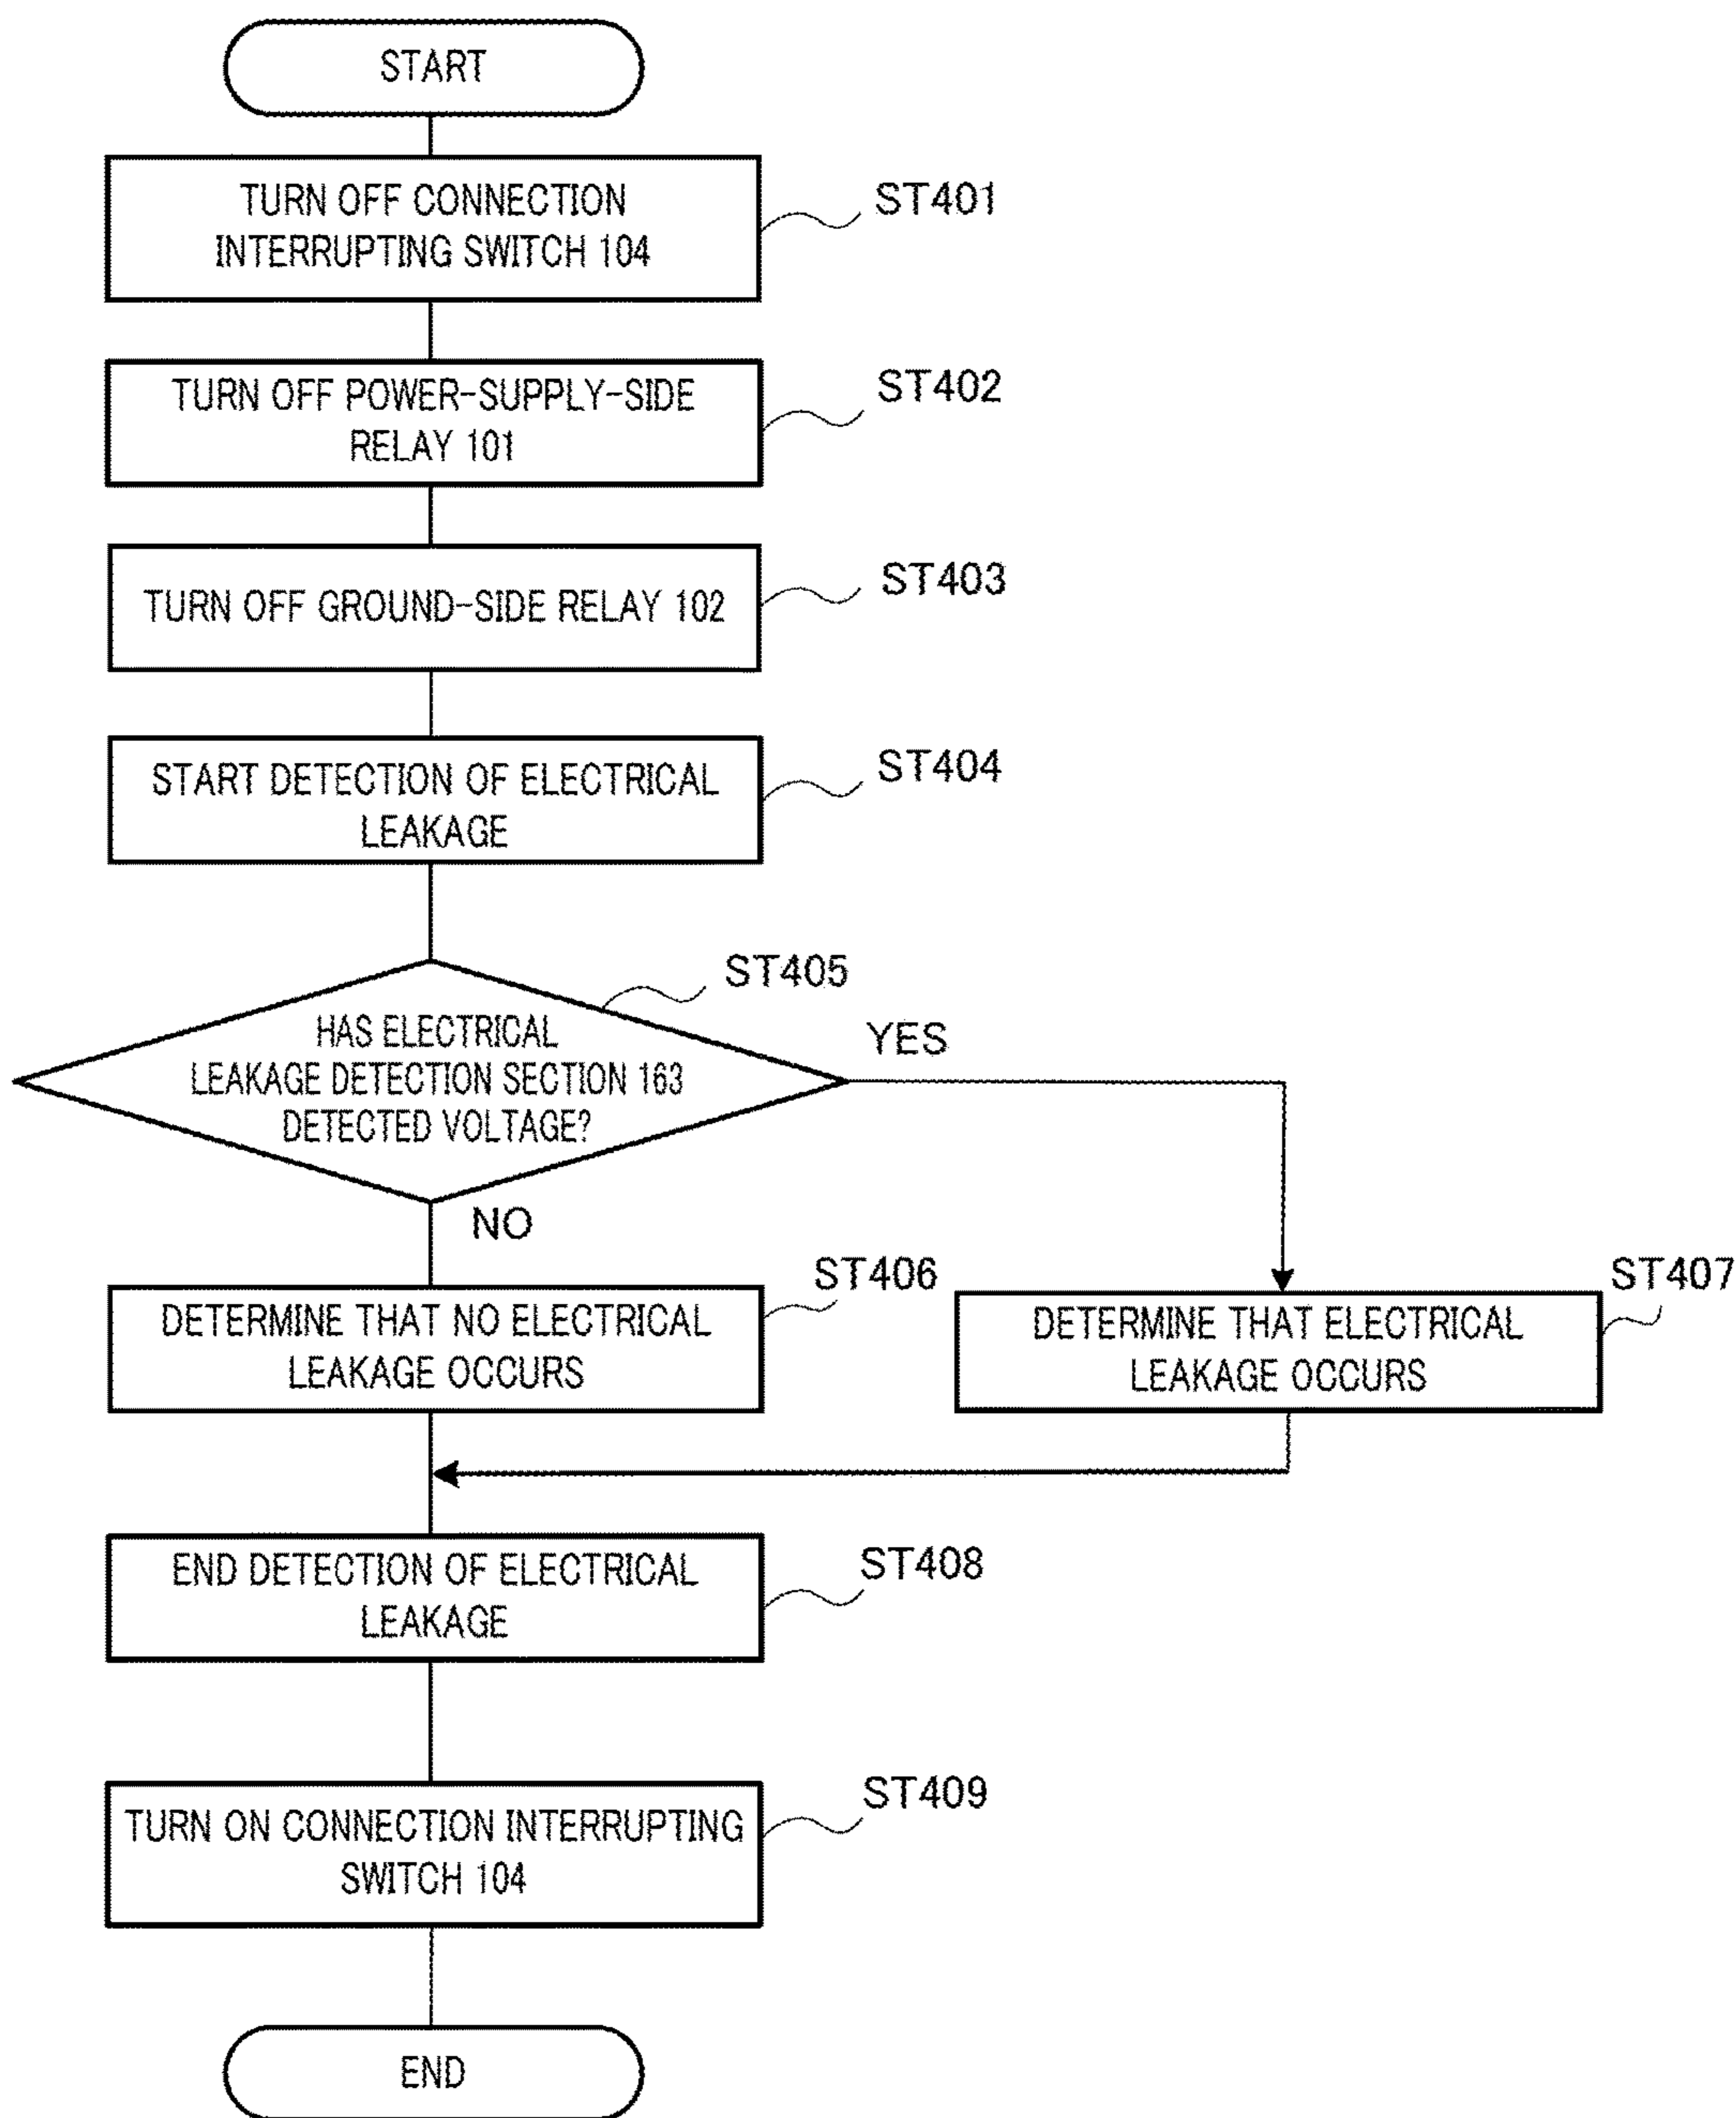 START
TURN OFF CONNECTION
INTERRUPTING SWITCH 104
ST401
TURN OFF POWER-SUPPLY-SIDE
RELAY 101
ST402
TURN OFF GROUND-SIDE RELAY 102
ST403
START DETECTION OF ELECTRICAL
LEAKAGE
ST404
ST405
HAS ELECTRICAL
LEAKAGE DETECTION SECTION 163
DETECTED VOLTAGE?
YES
NO
ST406
DETERMINE THAT NO ELECTRICAL
LEAKAGE OCCURS
ST407
DETERMINE THAT ELECTRICAL
LEAKAGE OCCURS
END DETECTION OF ELECTRICAL
LEAKAGE
ST408
TURN ON CONNECTION INTERRUPTING
SWITCH 104
ST409
END